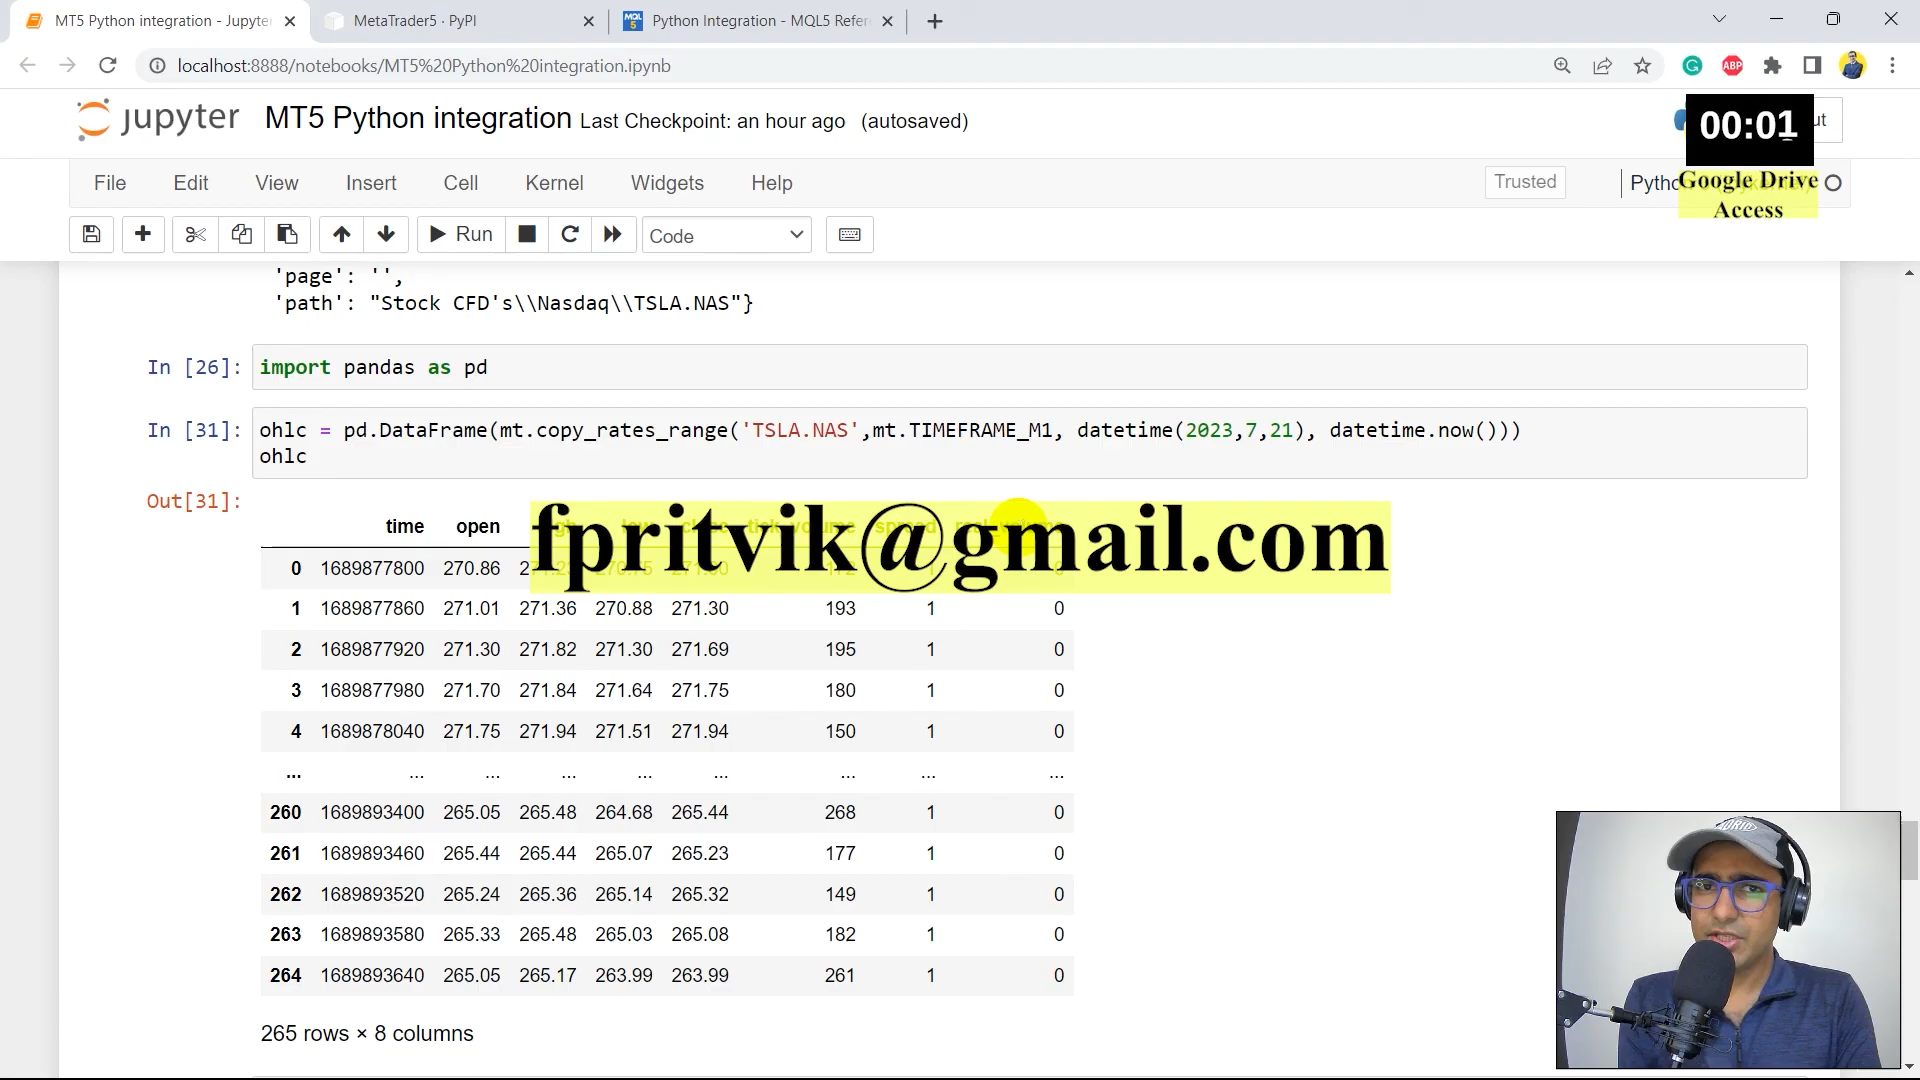 MT5 Python integration - Jupyter
MetaTrader5 · PyPI
Python Integration - MQL5 Refer
localhost:8888/notebooks/MT5%20Python%20integration.ipynb
jupyter MT5 Python integration Last Checkpoint: an hour ago (autosaved)
00:01
File Edit View Insert Cell Kernel Widgets Help
Trusted
Google Drive
Access
Run
Code
'page': '',
'path': "Stock CFD's\\Nasdaq\\TSLA.NAS"}
In [26]: import pandas as pd
In [31]: ohlc = pd.DataFrame(mt.copy_rates_range('TSLA.NAS',mt.TIMEFRAME_M1, datetime(2023,7,21), datetime.now()))
ohlc
Out[31]:
fpritvik@gmail.com
time open
0 1689877800 270.86
1 1689877860 271.01 271.36 270.88 271.30 193 1 0
2 1689877920 271.30 271.82 271.30 271.69 195 1 0
3 1689877980 271.70 271.84 271.64 271.75 180 1 0
4 1689878040 271.75 271.94 271.51 271.94 150 1 0
... ... ... ... ... ... ... ... ...
260 1689893400 265.05 265.48 264.68 265.44 268 1 0
261 1689893460 265.44 265.44 265.07 265.23 177 1 0
262 1689893520 265.24 265.36 265.14 265.32 149 1 0
263 1689893580 265.33 265.48 265.03 265.08 182 1 0
264 1689893640 265.05 265.17 263.99 263.99 261 1 0
265 rows × 8 columns